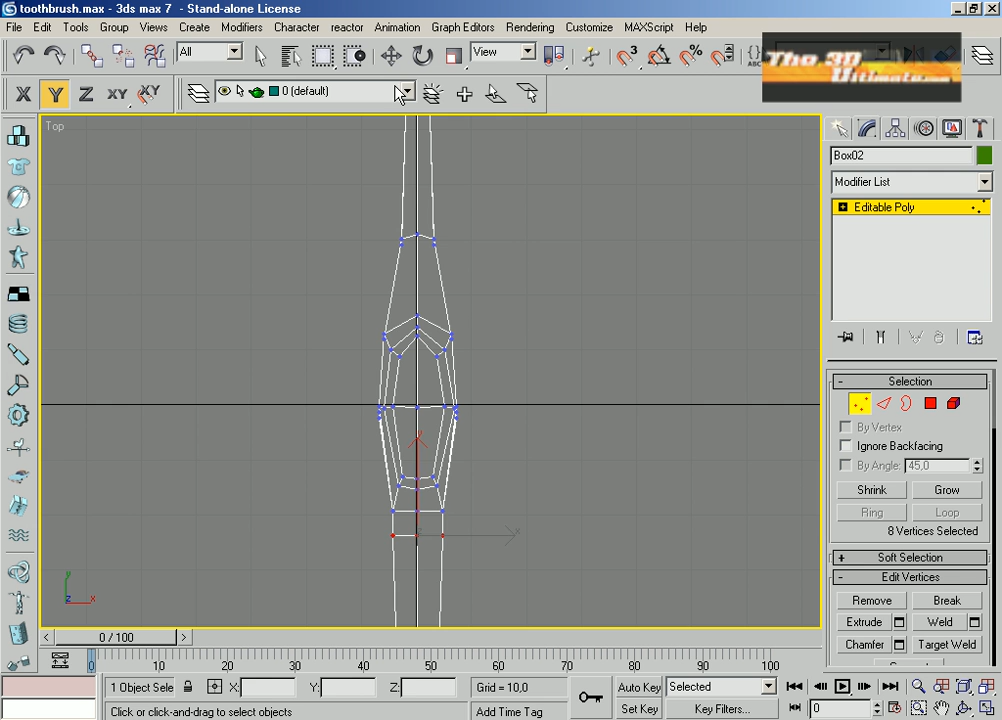 toothbrush.max - 3ds max 7 - Stand-alone License
File Edit Tools Group Views Create Modifiers Character reactor Animation Graph Editors Rendering Customize MAXScript Help
All View
The 3D
Ultimate.com
X Y Z XY XY 0 (default)
Top
Box02
Modifier List
Editable Poly
- Selection
By Vertex
Ignore Backfacing
By Angle: 45,0
Shrink Grow
Ring Loop
8 Vertices Selected
+ Soft Selection
- Edit Vertices
Remove Break
Extrude Weld
Chamfer Target Weld
x
y
z x
< 0 / 100 >
0 10 20 30 40 50 60 70 80 90 100
1 Object Sele X: Y: Z: Grid = 10,0 Auto Key Selected
Click or click-and-drag to select objects Add Time Tag Set Key Key Filters... 0